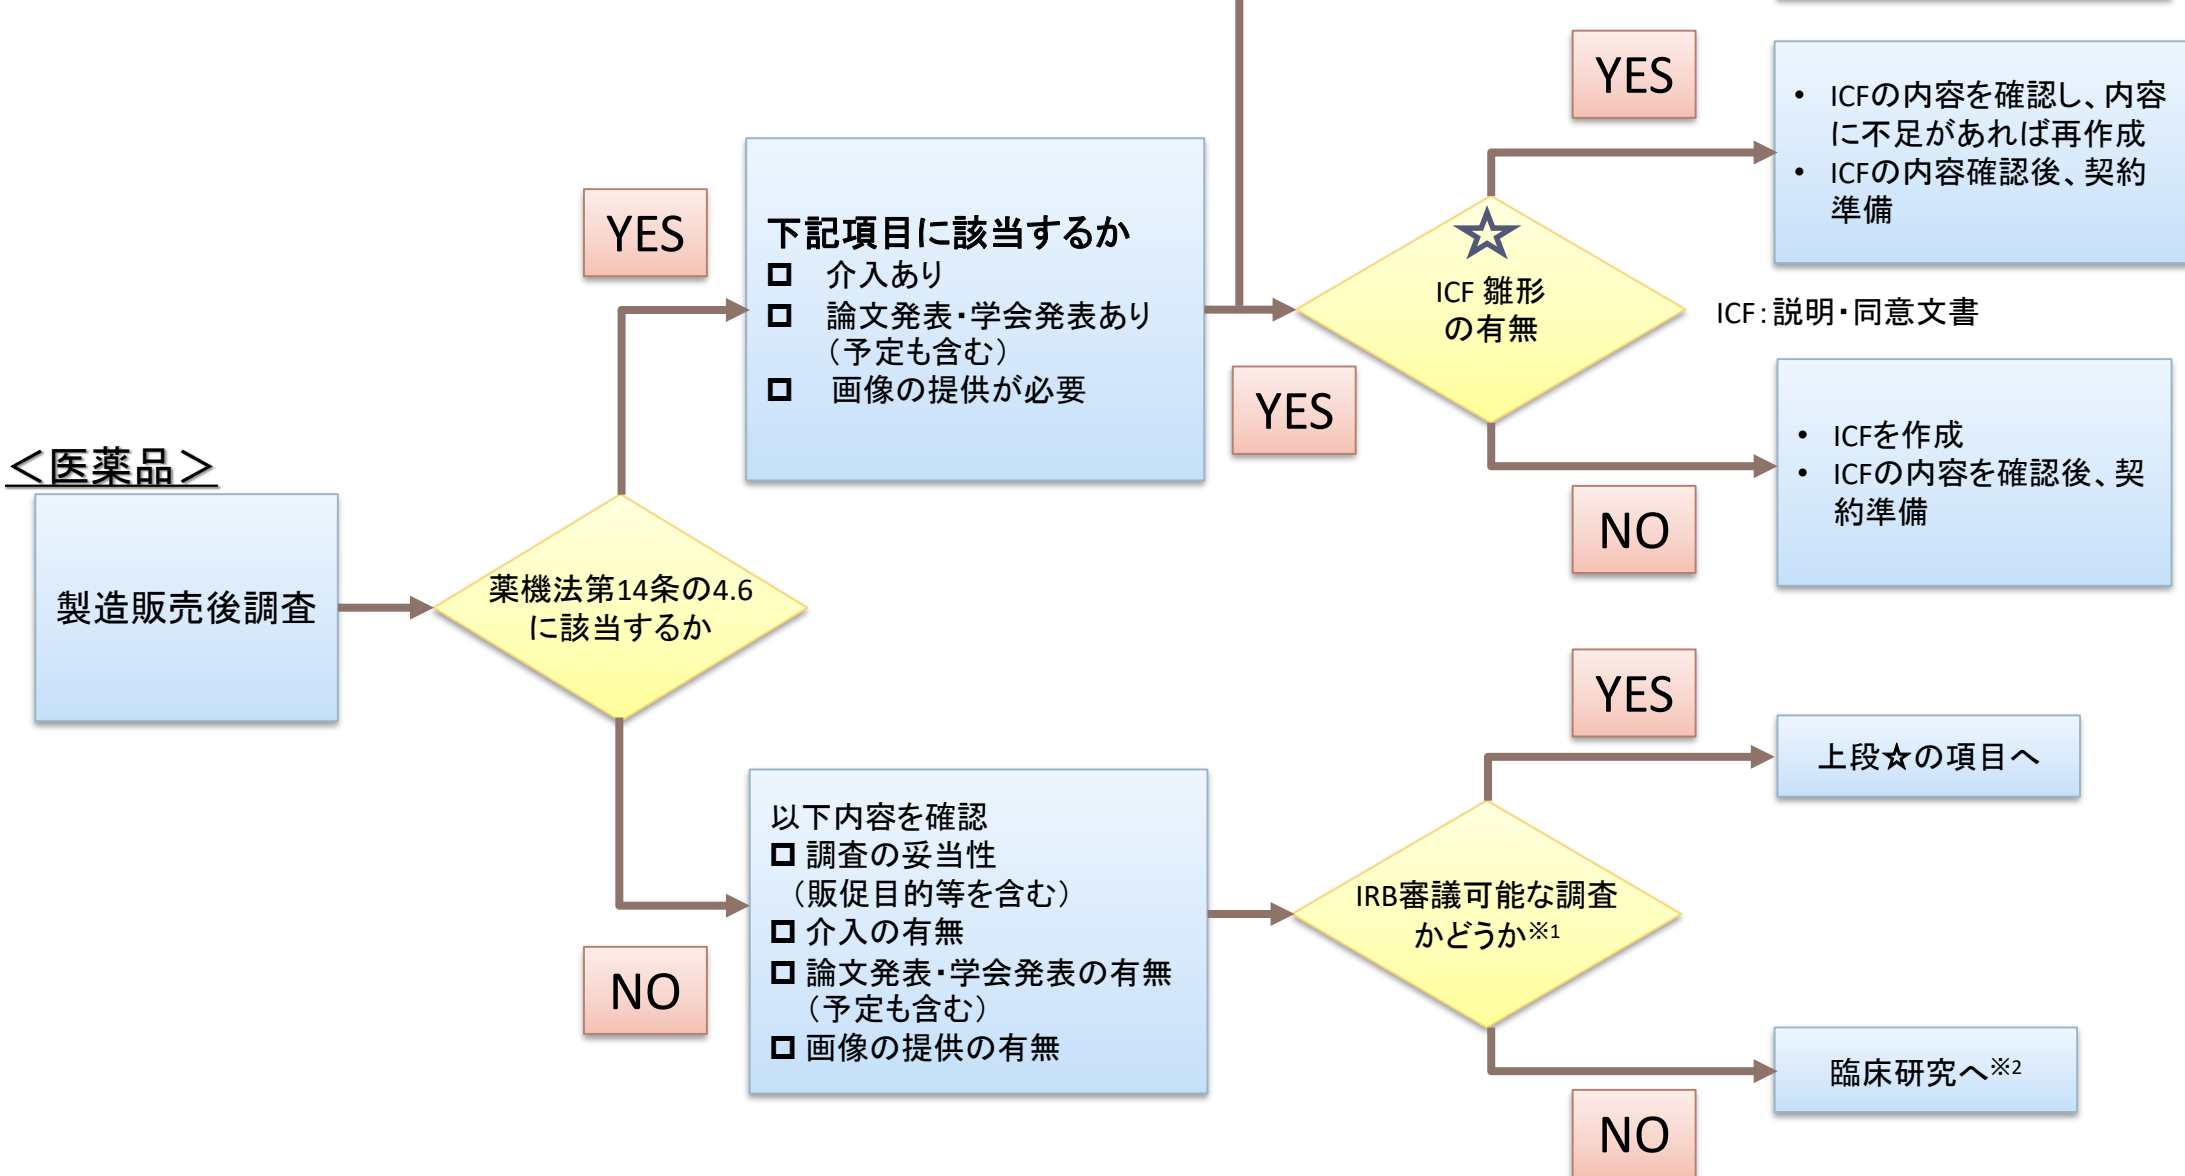 YES
• ICFの内容を確認し、内容
に不足があれば再作成
• ICFの内容確認後、契約
準備
YES
下記項目に該当するか
□ 介入あり
□ 論文発表・学会発表あり
（予定も含む）
□ 画像の提供が必要
☆
ICF 雛形
の有無
ICF：説明・同意文書
YES
• ICFを作成
• ICFの内容を確認後、契
約準備
NO
＜医薬品＞
製造販売後調査
薬機法第14条の4.6
に該当するか
YES
上段☆の項目へ
以下内容を確認
□ 調査の妥当性
（販促目的等を含む）
□ 介入の有無
□ 論文発表・学会発表の有無
（予定も含む）
□ 画像の提供の有無
IRB審議可能な調査
かどうか※1
NO
臨床研究へ※2
NO